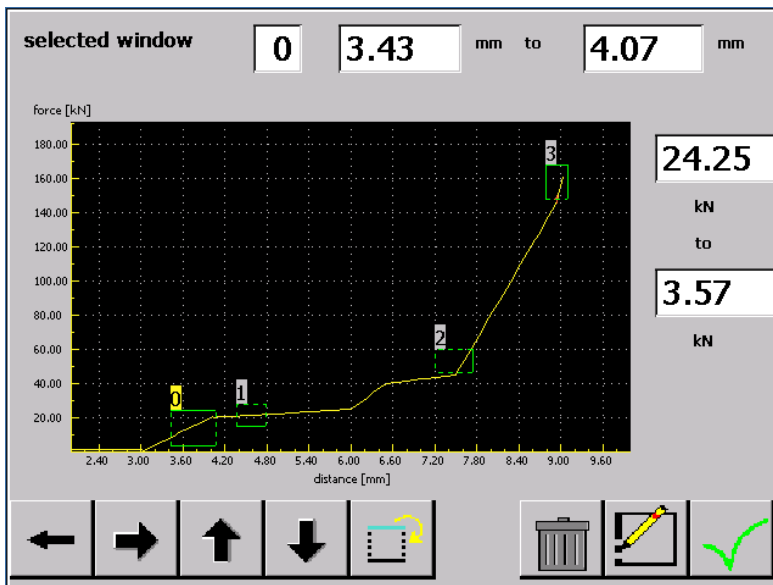 selected window 0 3.43 mm to 4.07 mm
force [kN]
180.00
160.00
140.00
120.00
100.00
80.00
60.00
40.00
20.00
3
2
1
0
2.40 3.00 3.60 4.20 4.80 5.40 6.00 6.60 7.20 7.80 8.40 9.00 9.60
distance [mm]
24.25
kN
to
3.57
kN